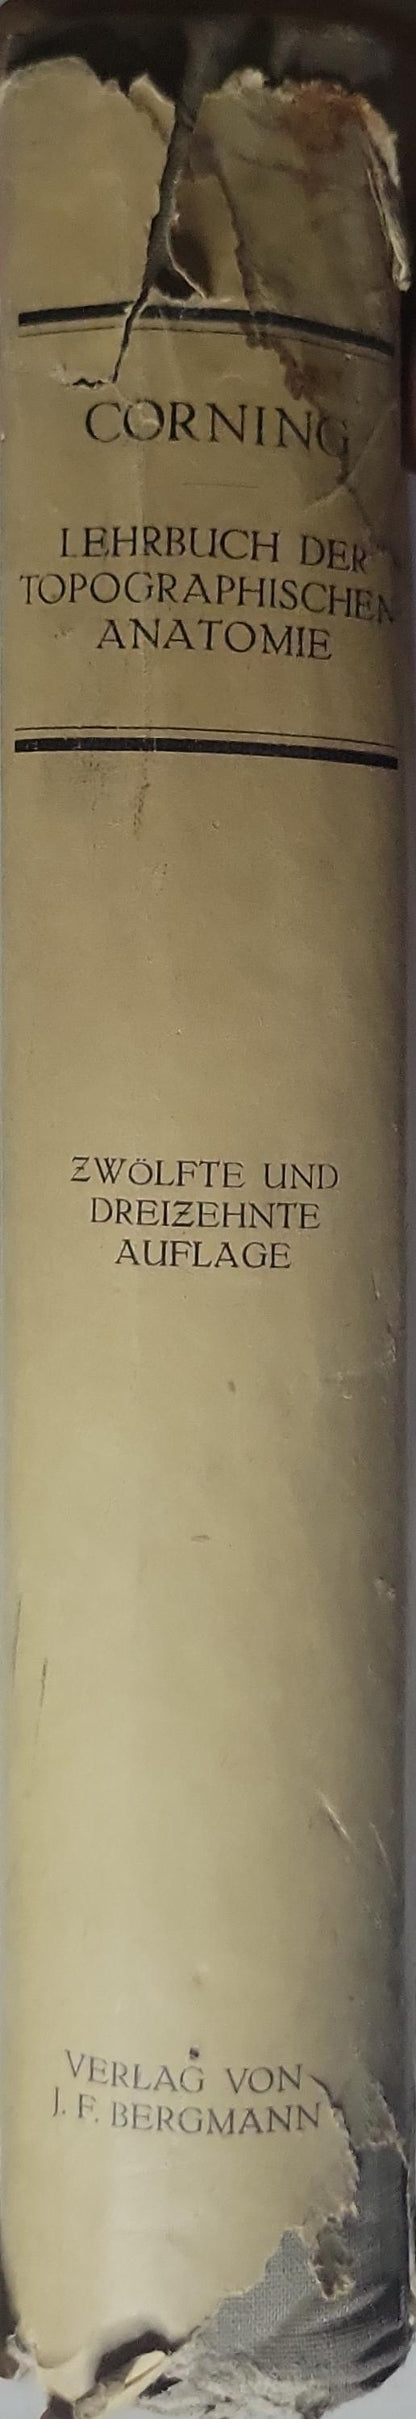 CORNING
LEHRBUCH DER
TOPOGRAPHISCHEN
ANATOMIE
ZWÖLFTE UND
DREIZEHNTE
AUFLAGE
VERLAG VON
J. F. BERGMANN